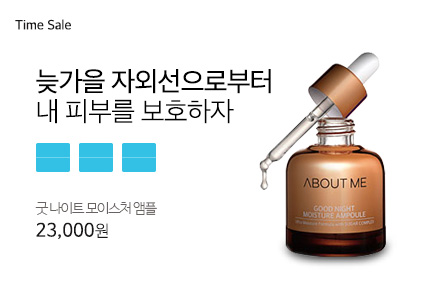 Time Sale
늦가을 자외선으로부터
내 피부를 보호하자
굿나이트 모이스처 앰플
23,000원
ABOUT ME
GOOD NIGHT
MOISTURE AMPOULE